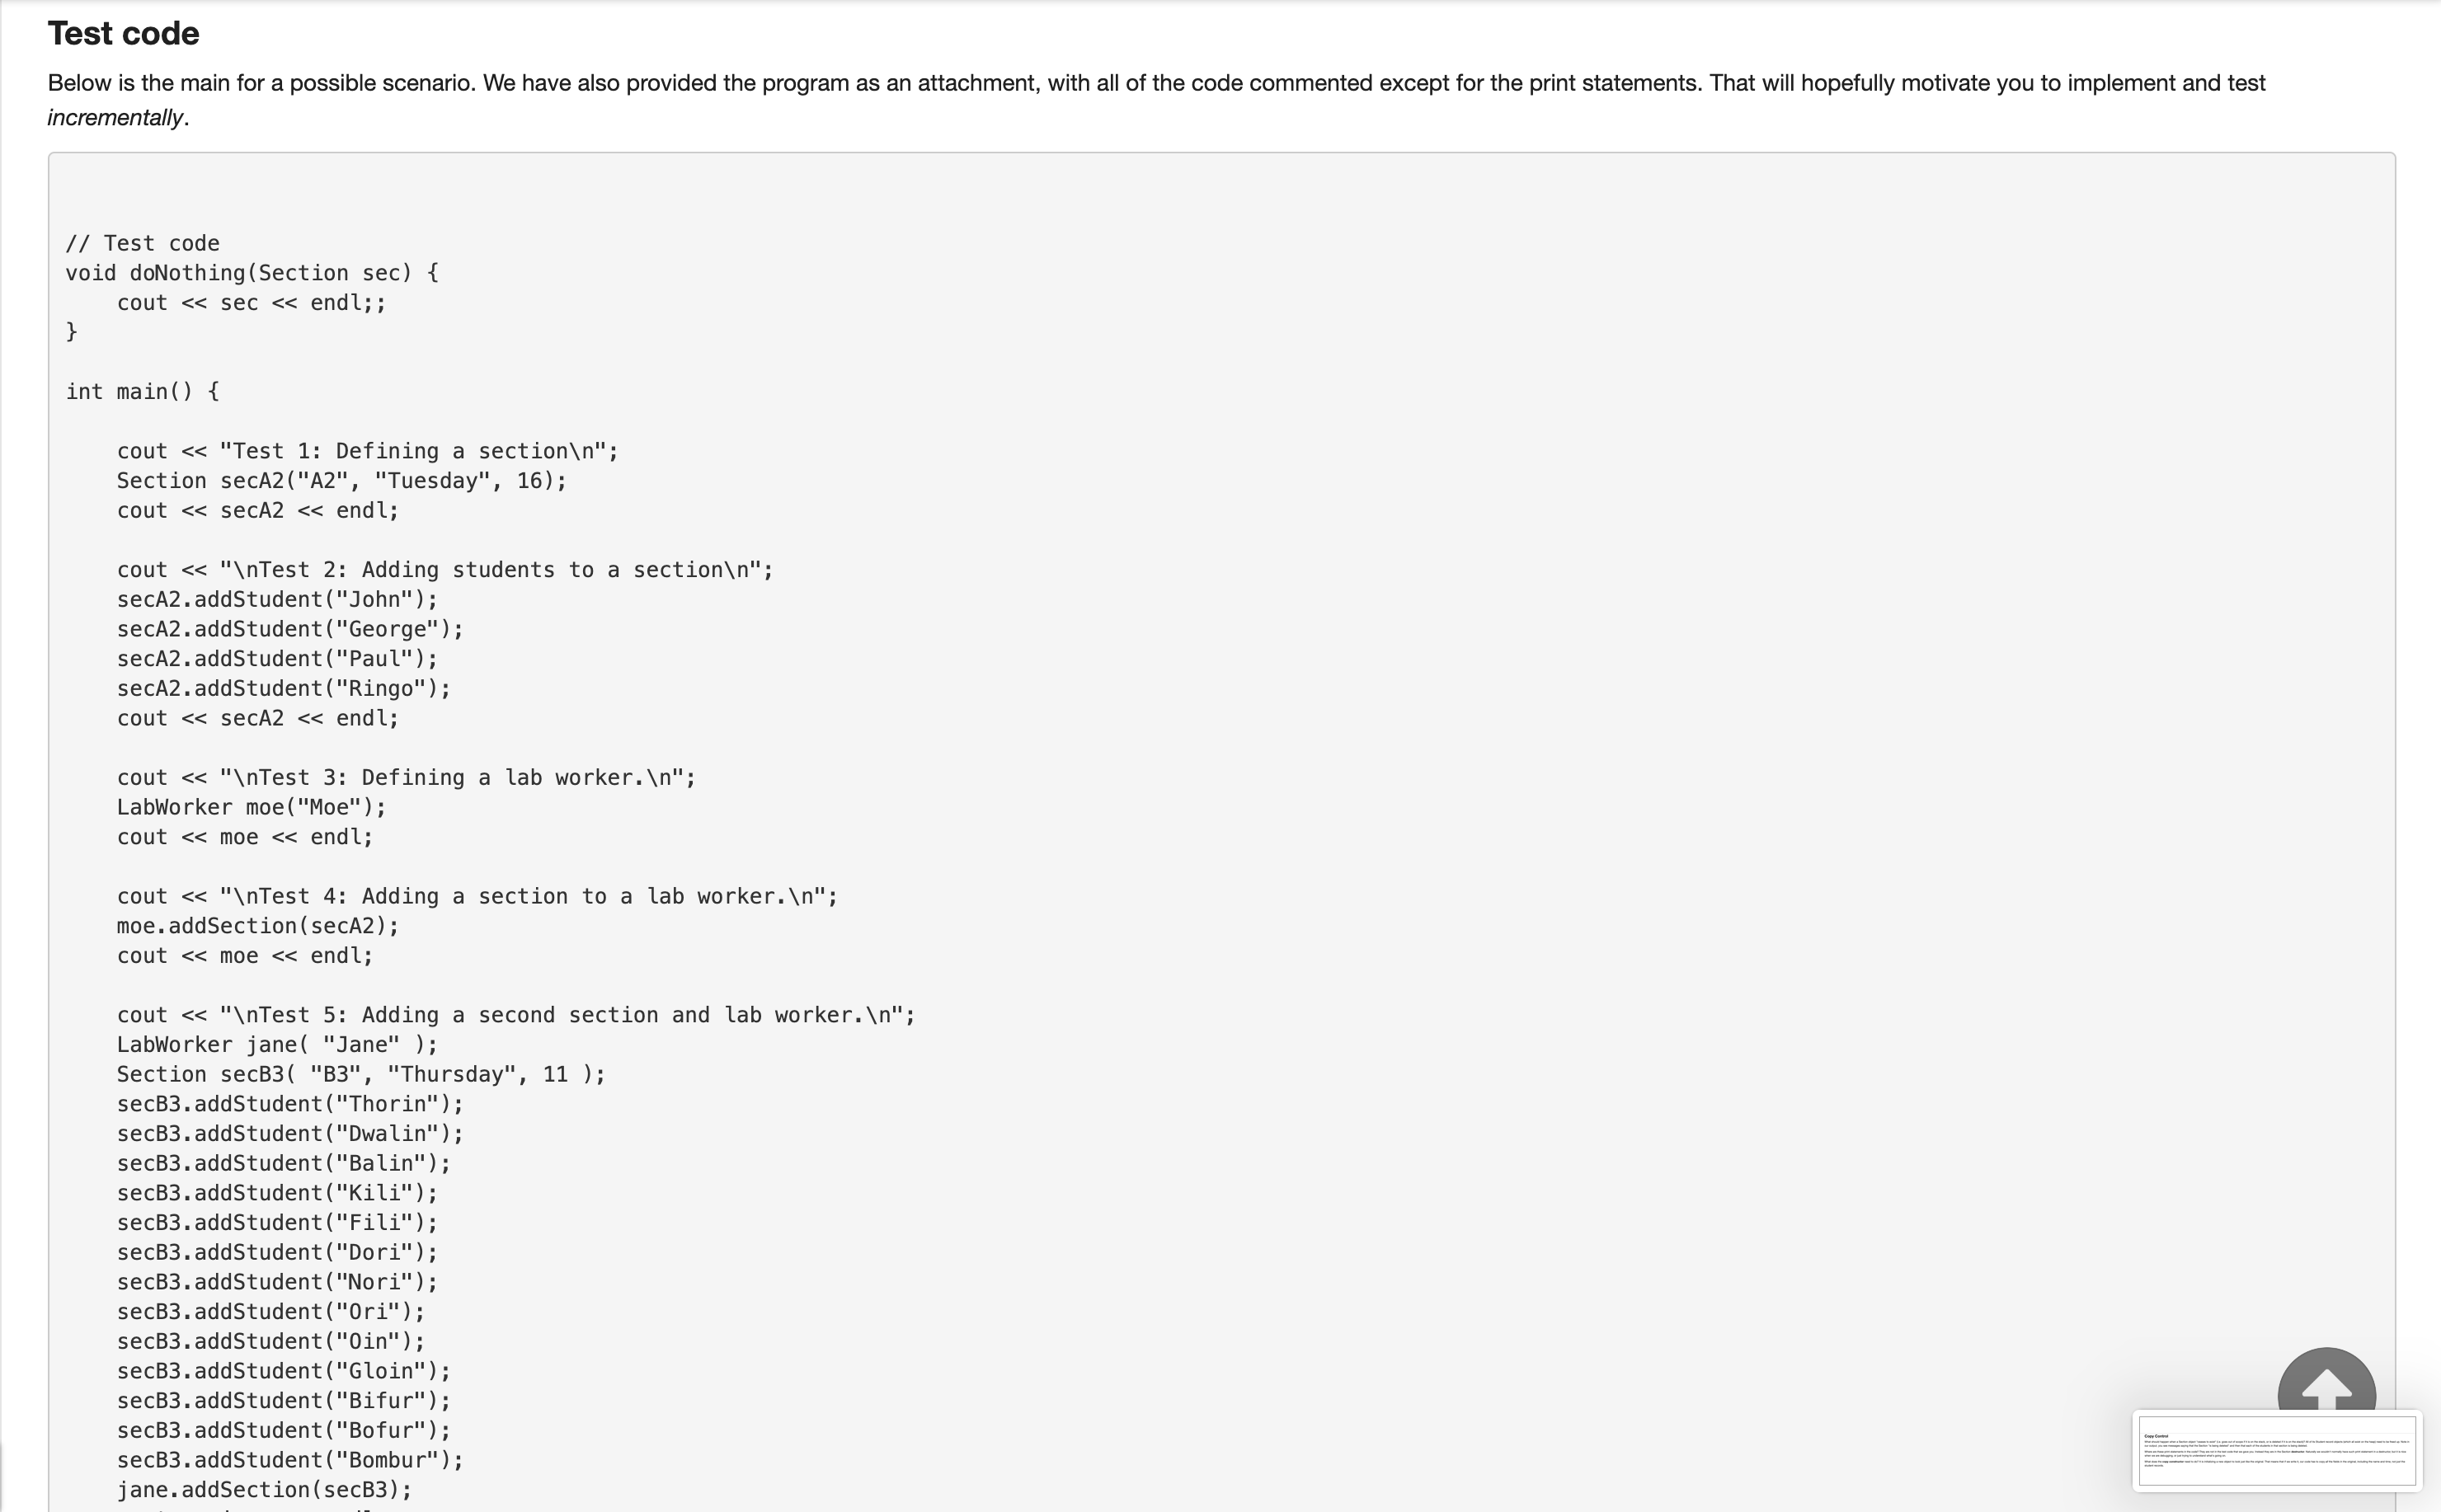 Test code
Below is the main for a possible scenario. We have also provided the program as an attachment, with all of the code commented except for the print statements. That will hopefully motivate you to implement and test
incrementally.
// Test code
void doNothing(Section sec) {
    cout << sec << endl;;
}
int main() {
    cout << "Test 1: Defining a section\n";
    Section secA2("A2", "Tuesday", 16);
    cout << secA2 << endl;
    cout << "\nTest 2: Adding students to a section\n";
    secA2.addStudent("John");
    secA2.addStudent("George");
    secA2.addStudent("Paul");
    secA2.addStudent("Ringo");
    cout << secA2 << endl;
    cout << "\nTest 3: Defining a lab worker.\n";
    LabWorker moe("Moe");
    cout << moe << endl;
    cout << "\nTest 4: Adding a section to a lab worker.\n";
    moe.addSection(secA2);
    cout << moe << endl;
    cout << "\nTest 5: Adding a second section and lab worker.\n";
    LabWorker jane( "Jane" );
    Section secB3( "B3", "Thursday", 11 );
    secB3.addStudent("Thorin");
    secB3.addStudent("Dwalin");
    secB3.addStudent("Balin");
    secB3.addStudent("Kili");
    secB3.addStudent("Fili");
    secB3.addStudent("Dori");
    secB3.addStudent("Nori");
    secB3.addStudent("Ori");
    secB3.addStudent("Oin");
    secB3.addStudent("Gloin");
    secB3.addStudent("Bifur");
    secB3.addStudent("Bofur");
    secB3.addStudent("Bombur");
    jane.addSection(secB3);
Copy Control